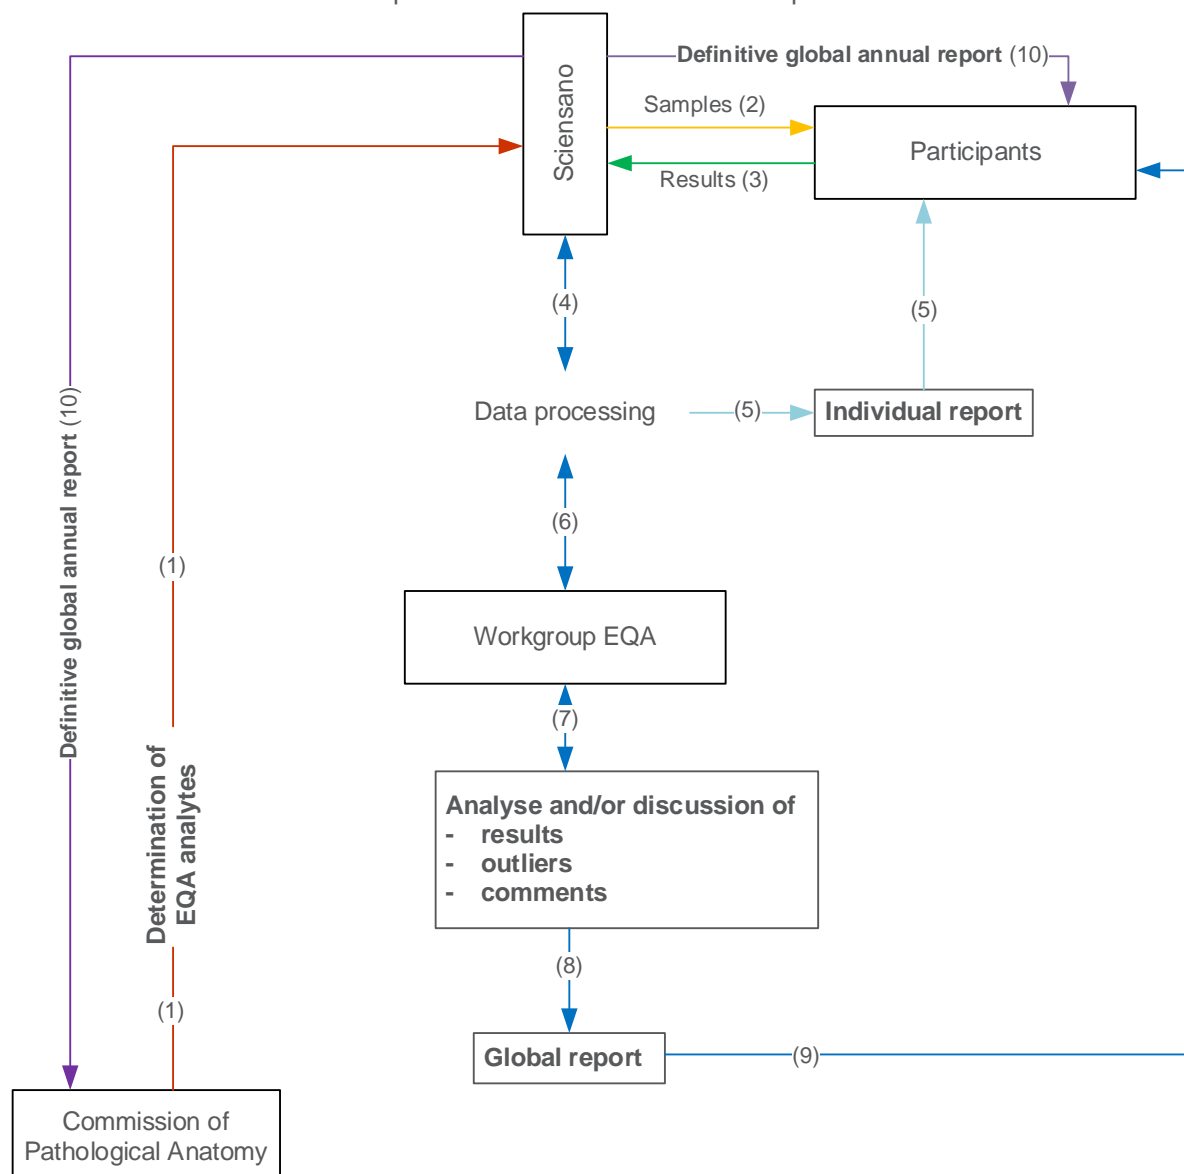 Definitive global annual report (10)
Samples (2)
Sciensano
Participants
Results (3)
(4)
(5)
Data processing
(5)
Individual report
Definitive global annual report (10)
(6)
(1)
Workgroup EQA
(7)
Determination of
EQA analytes
Analyse and/or discussion of
- results
- outliers
- comments
(8)
(1)
Global report
(9)
Commission of
Pathological Anatomy